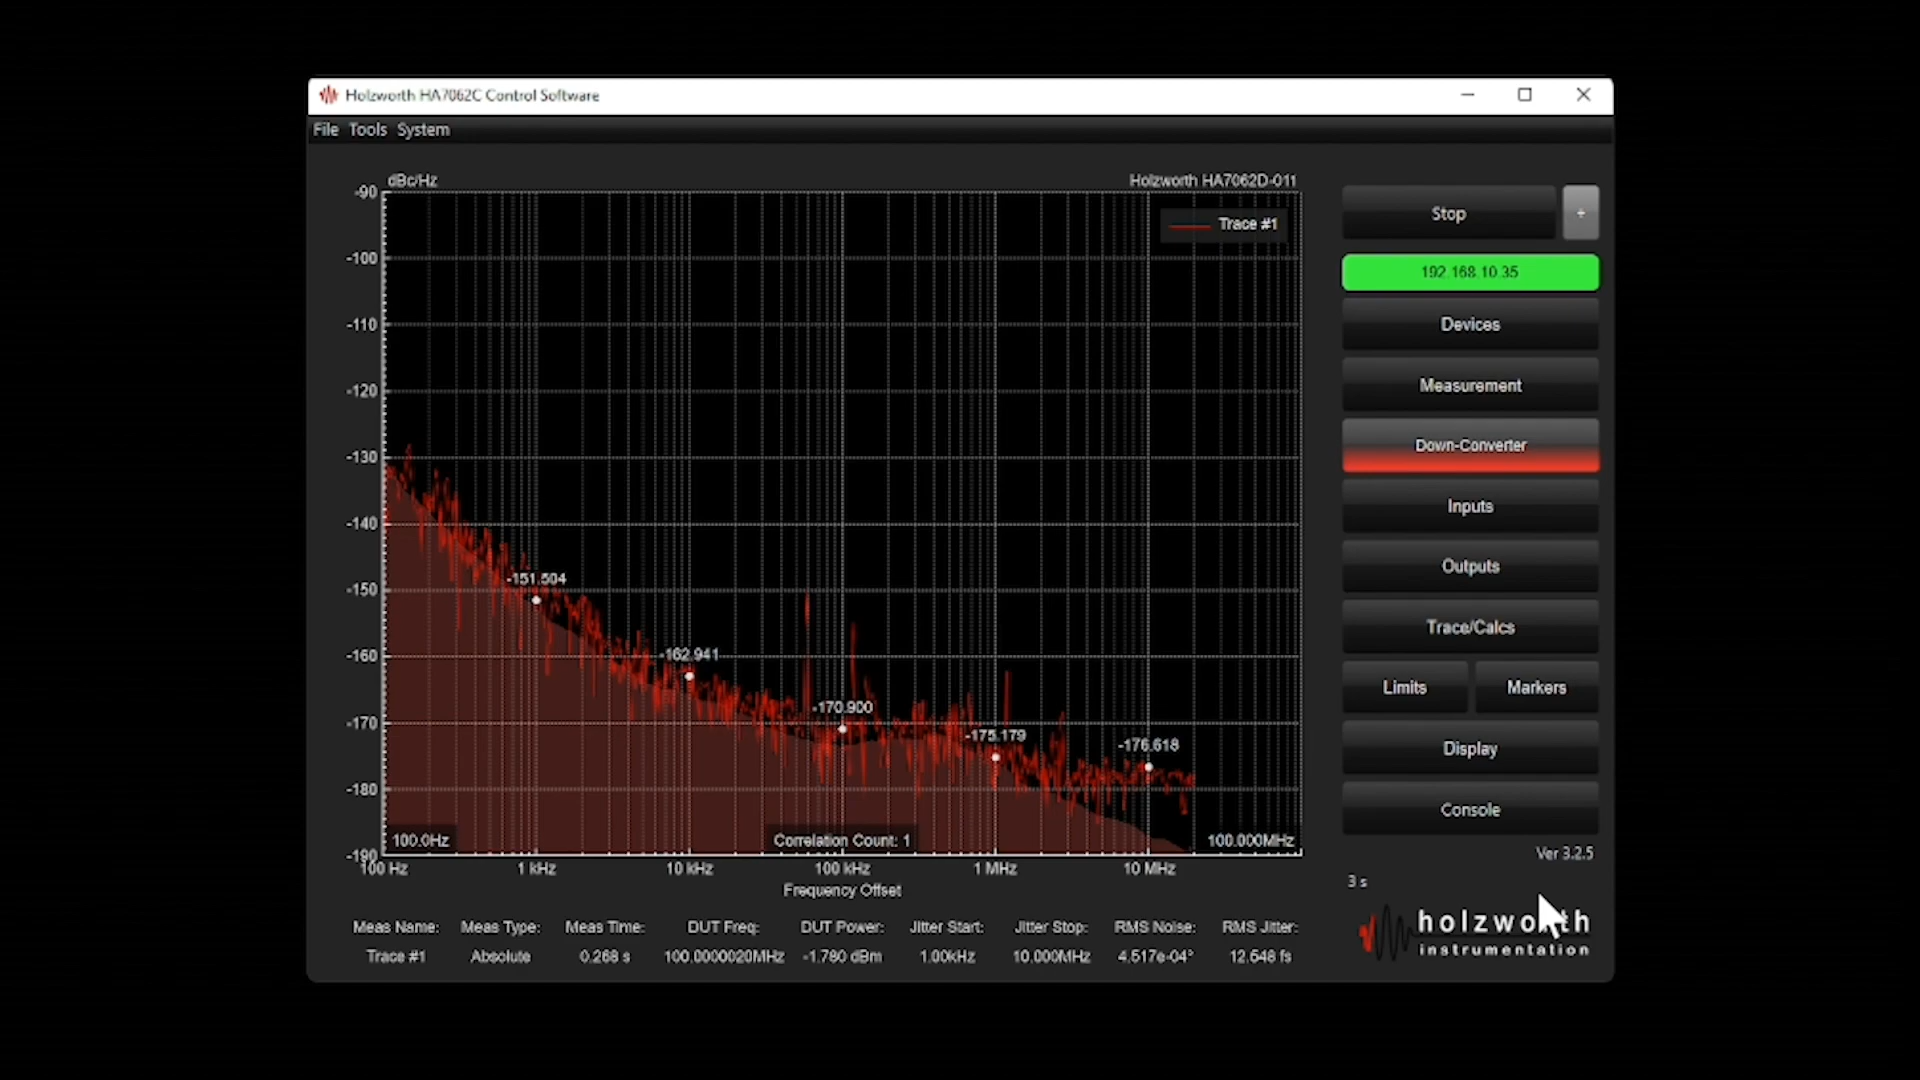 Holzworth HA7062C Control Software
File Tools System
dBc/Hz
Holzworth HA7062D-011
Trace #1
-90
-100
-110
-120
-130
-140
-150
-160
-170
-180
-190
-151.504
-162.941
-170.900
-175.179
-176.618
100.0Hz
Correlation Count: 1
100.000MHz
100 Hz
1 kHz
10 kHz
100 kHz
1 MHz
10 MHz
Frequency Offset
Meas Name: Meas Type: Meas Time: DUT Freq: DUT Power: Jitter Start: Jitter Stop: RMS Noise: RMS Jitter:
Trace #1 Absolute 0.268 s 100.0000020MHz -1.780 dBm 1.00kHz 10.000MHz 4.517e-04° 12.548 fs
Stop +
192.168.10.35
Devices
Measurement
Down-Converter
Inputs
Outputs
Trace/Calcs
Limits Markers
Display
Console
Ver 3.2.5
3 s
holzworth
instrumentation